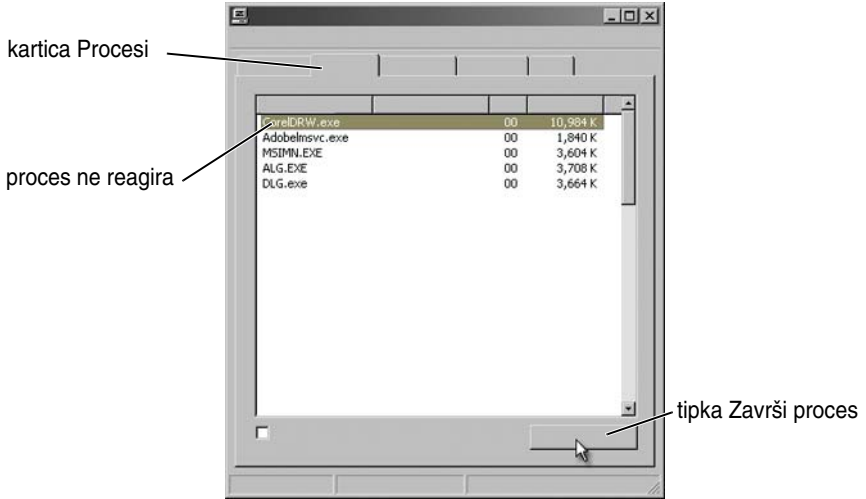 kartica Procesi
CorelDRW.exe 00 10,984 K
AdobeImsvc.exe 00 1,840 K
MSIMN.EXE 00 3,604 K
ALG.EXE 00 3,708 K
DLG.exe 00 3,664 K
proces ne reagira
tipka Završi proces